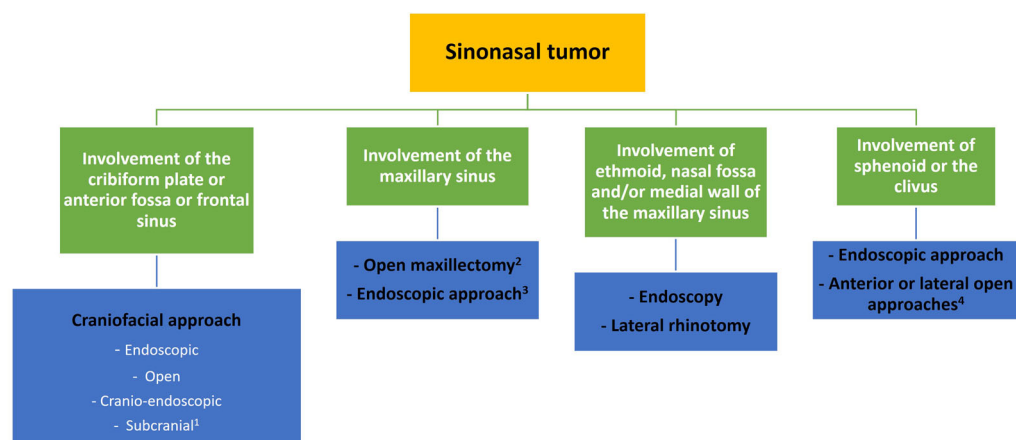 Sinonasal tumor
Involvement of the
cribiform plate or
anterior fossa or frontal
sinus
Craniofacial approach
- Endoscopic
- Open
- Cranio-endoscopic
- Subcranial¹
Involvement of the
maxillary sinus
- Open maxillectomy²
- Endoscopic approach³
Involvement of
ethmoid, nasal fossa
and/or medial wall of
the maxillary sinus
- Endoscopy
- Lateral rhinotomy
Involvement of
sphenoid or the
clivus
- Endoscopic approach
- Anterior or lateral open
approaches⁴